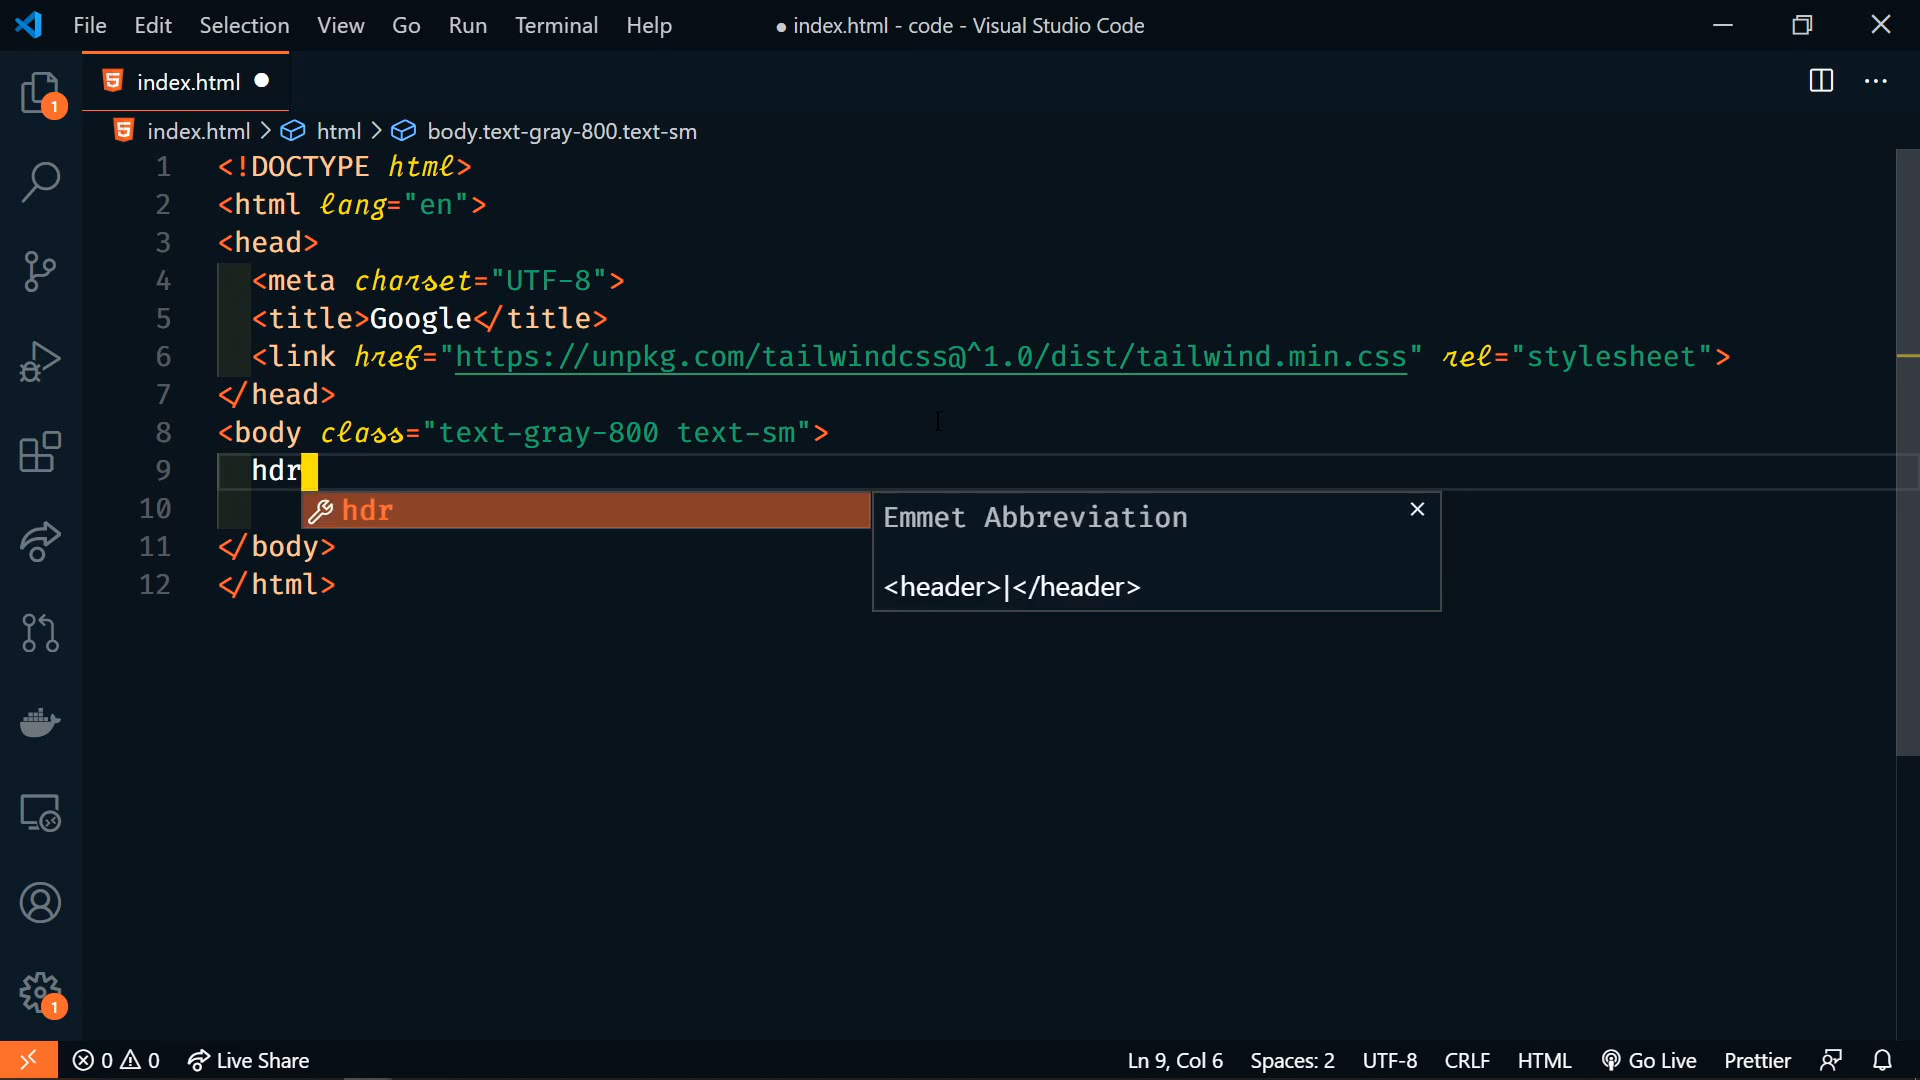 File Edit Selection View Go Run Terminal Help ● index.html - code - Visual Studio Code
index.html
1
index.html > html > body.text-gray-800.text-sm
1 <!DOCTYPE html>
2 <html lang="en">
3 <head>
4 <meta charset="UTF-8">
5 <title>Google</title>
6 <link href="https://unpkg.com/tailwindcss@^1.0/dist/tailwind.min.css" rel="stylesheet">
7 </head>
8 <body class="text-gray-800 text-sm">
9 hdr
10 hdr Emmet Abbreviation
<header>|</header>
11 </body>
12 </html>
1
0 0 Live Share Ln 9, Col 6 Spaces: 2 UTF-8 CRLF HTML Go Live Prettier